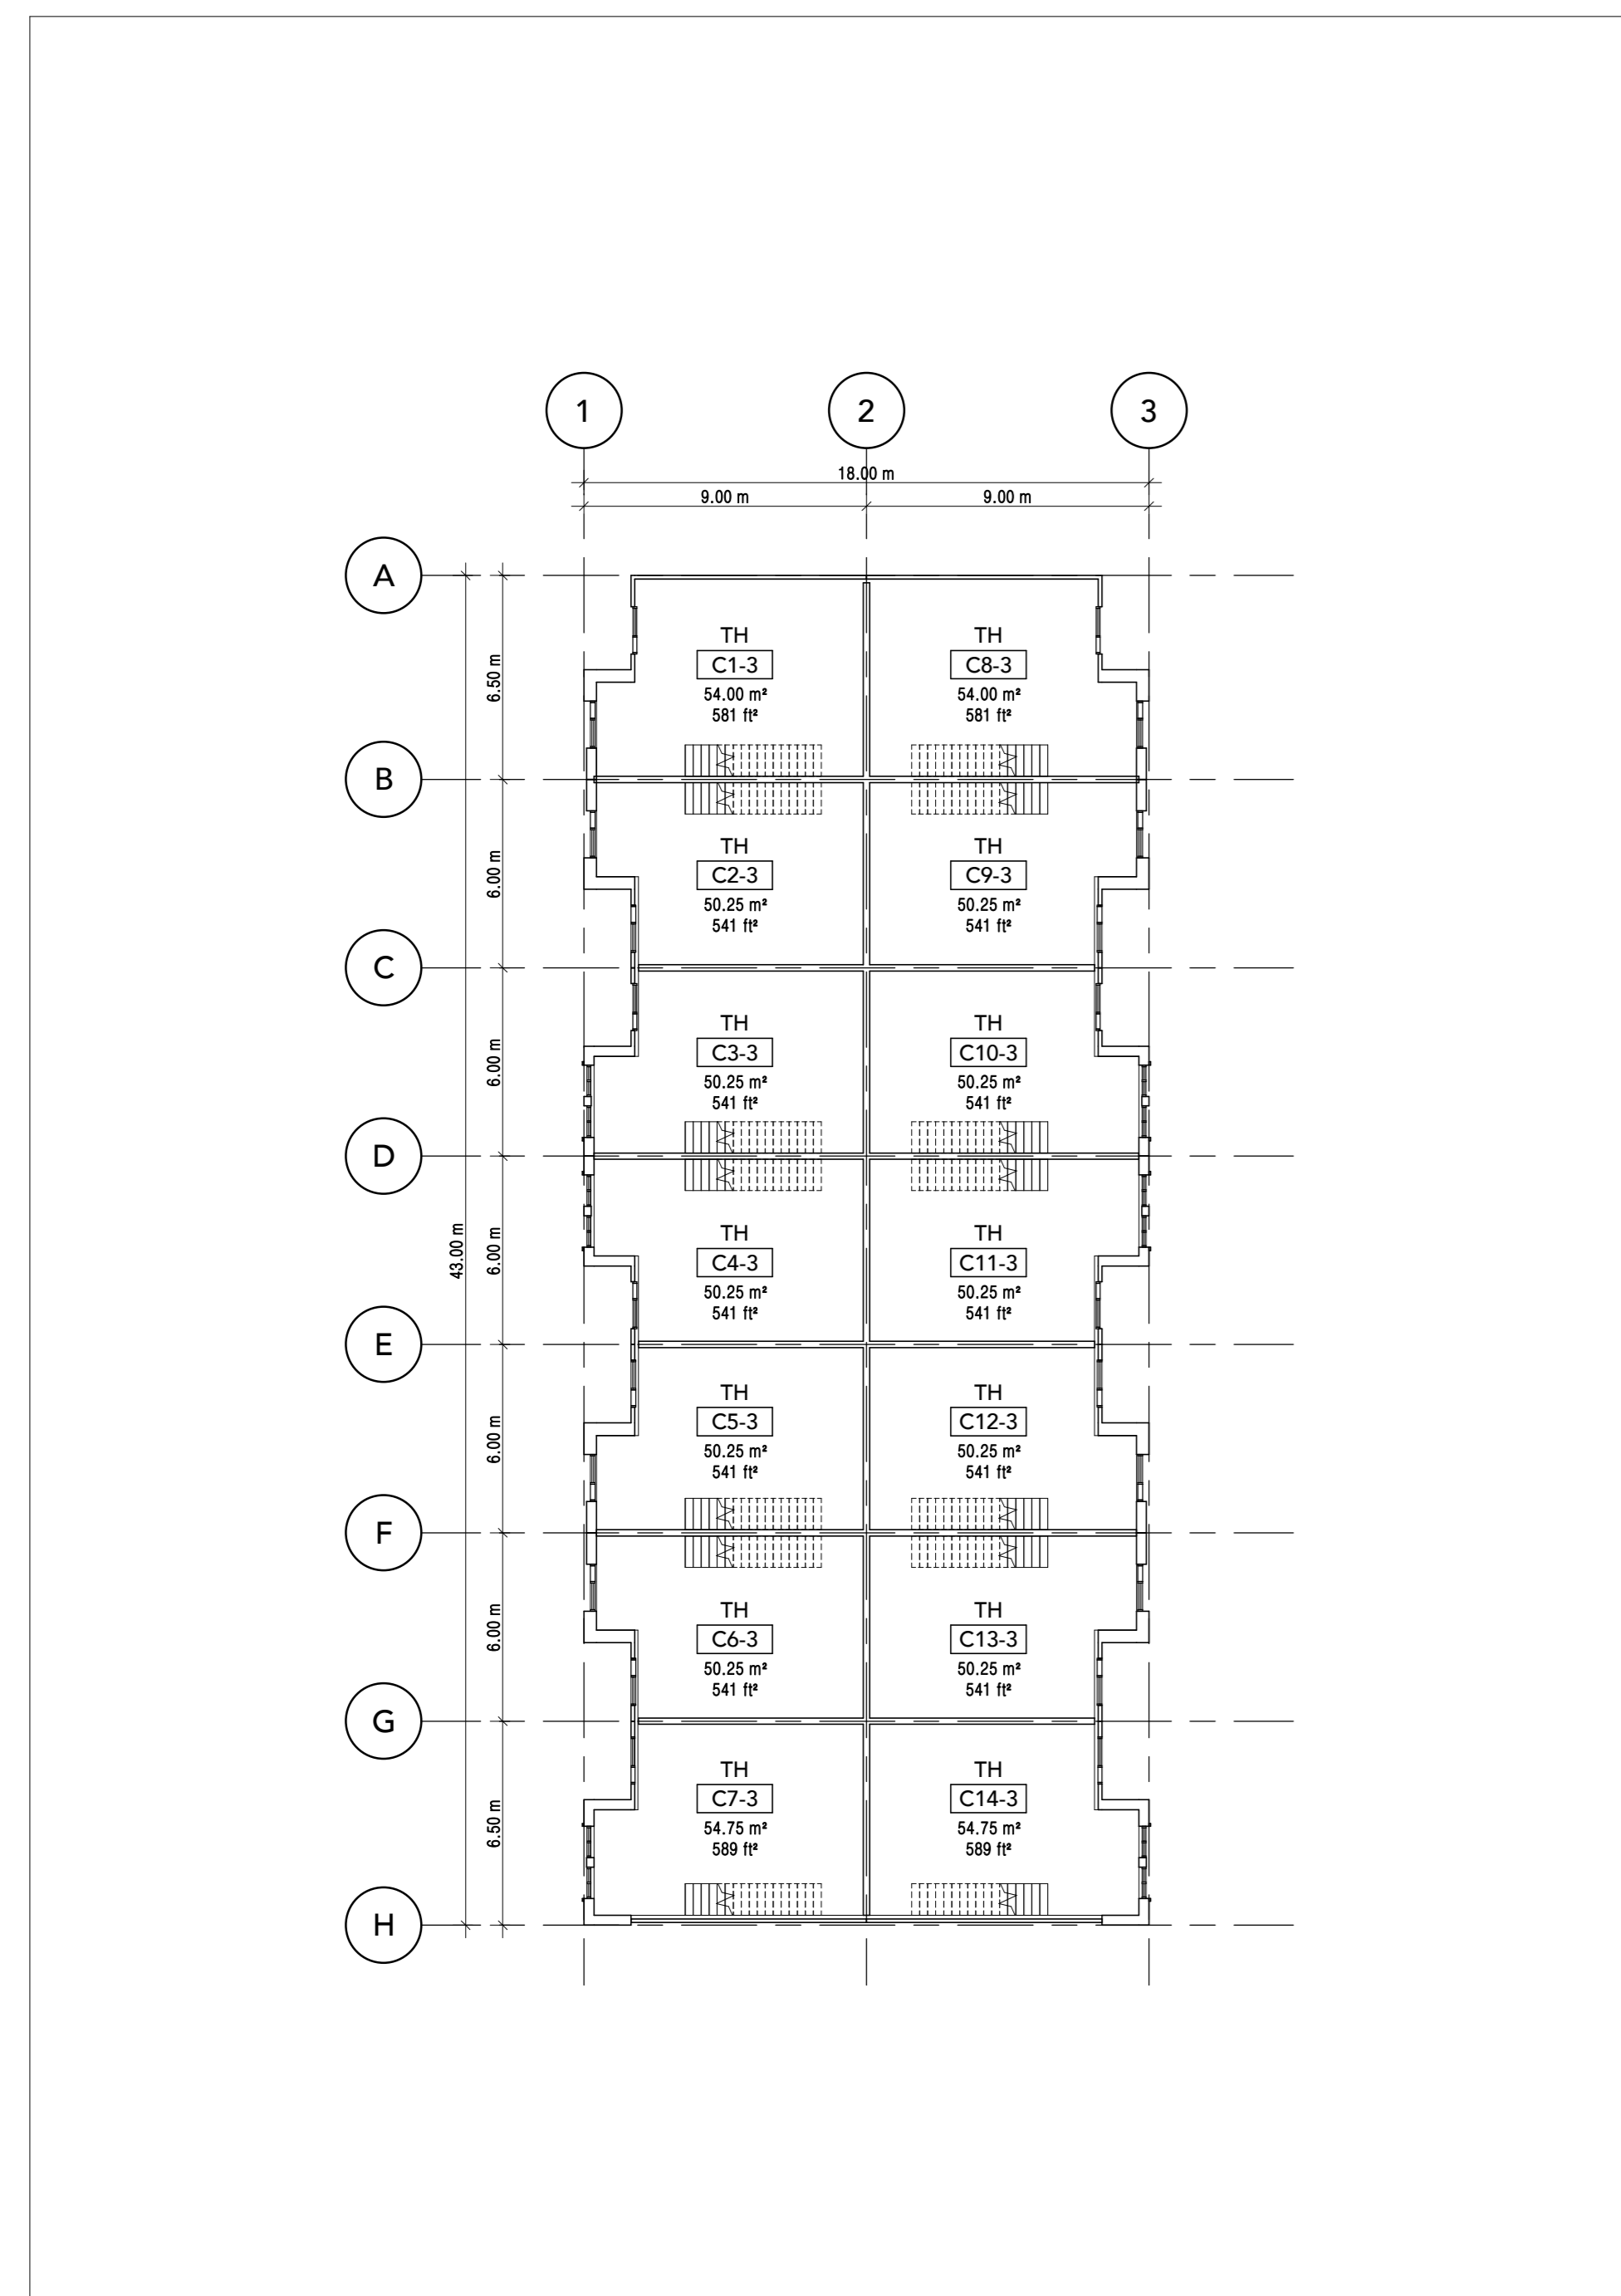 1 2 3
18.00 m
9.00 m 9.00 m
A
6.50 m
TH TH
C1-3 C8-3
54.00 m² 54.00 m²
581 ft² 581 ft²
B
6.00 m
TH TH
C2-3 C9-3
50.25 m² 50.25 m²
541 ft² 541 ft²
C
6.00 m
TH TH
C3-3 C10-3
50.25 m² 50.25 m²
541 ft² 541 ft²
D
43.00 m
6.00 m
TH TH
C4-3 C11-3
50.25 m² 50.25 m²
541 ft² 541 ft²
E
6.00 m
TH TH
C5-3 C12-3
50.25 m² 50.25 m²
541 ft² 541 ft²
F
6.00 m
TH TH
C6-3 C13-3
50.25 m² 50.25 m²
541 ft² 541 ft²
G
6.50 m
TH TH
C7-3 C14-3
54.75 m² 54.75 m²
589 ft² 589 ft²
H